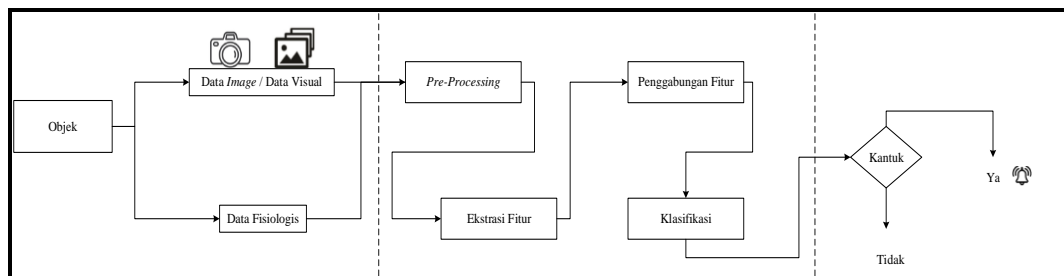 Objek
Data Image / Data Visual
Data Fisiologis
Pre-Processing
Ekstrasi Fitur
Penggabungan Fitur
Klasifikasi
Kantuk
Ya
Tidak